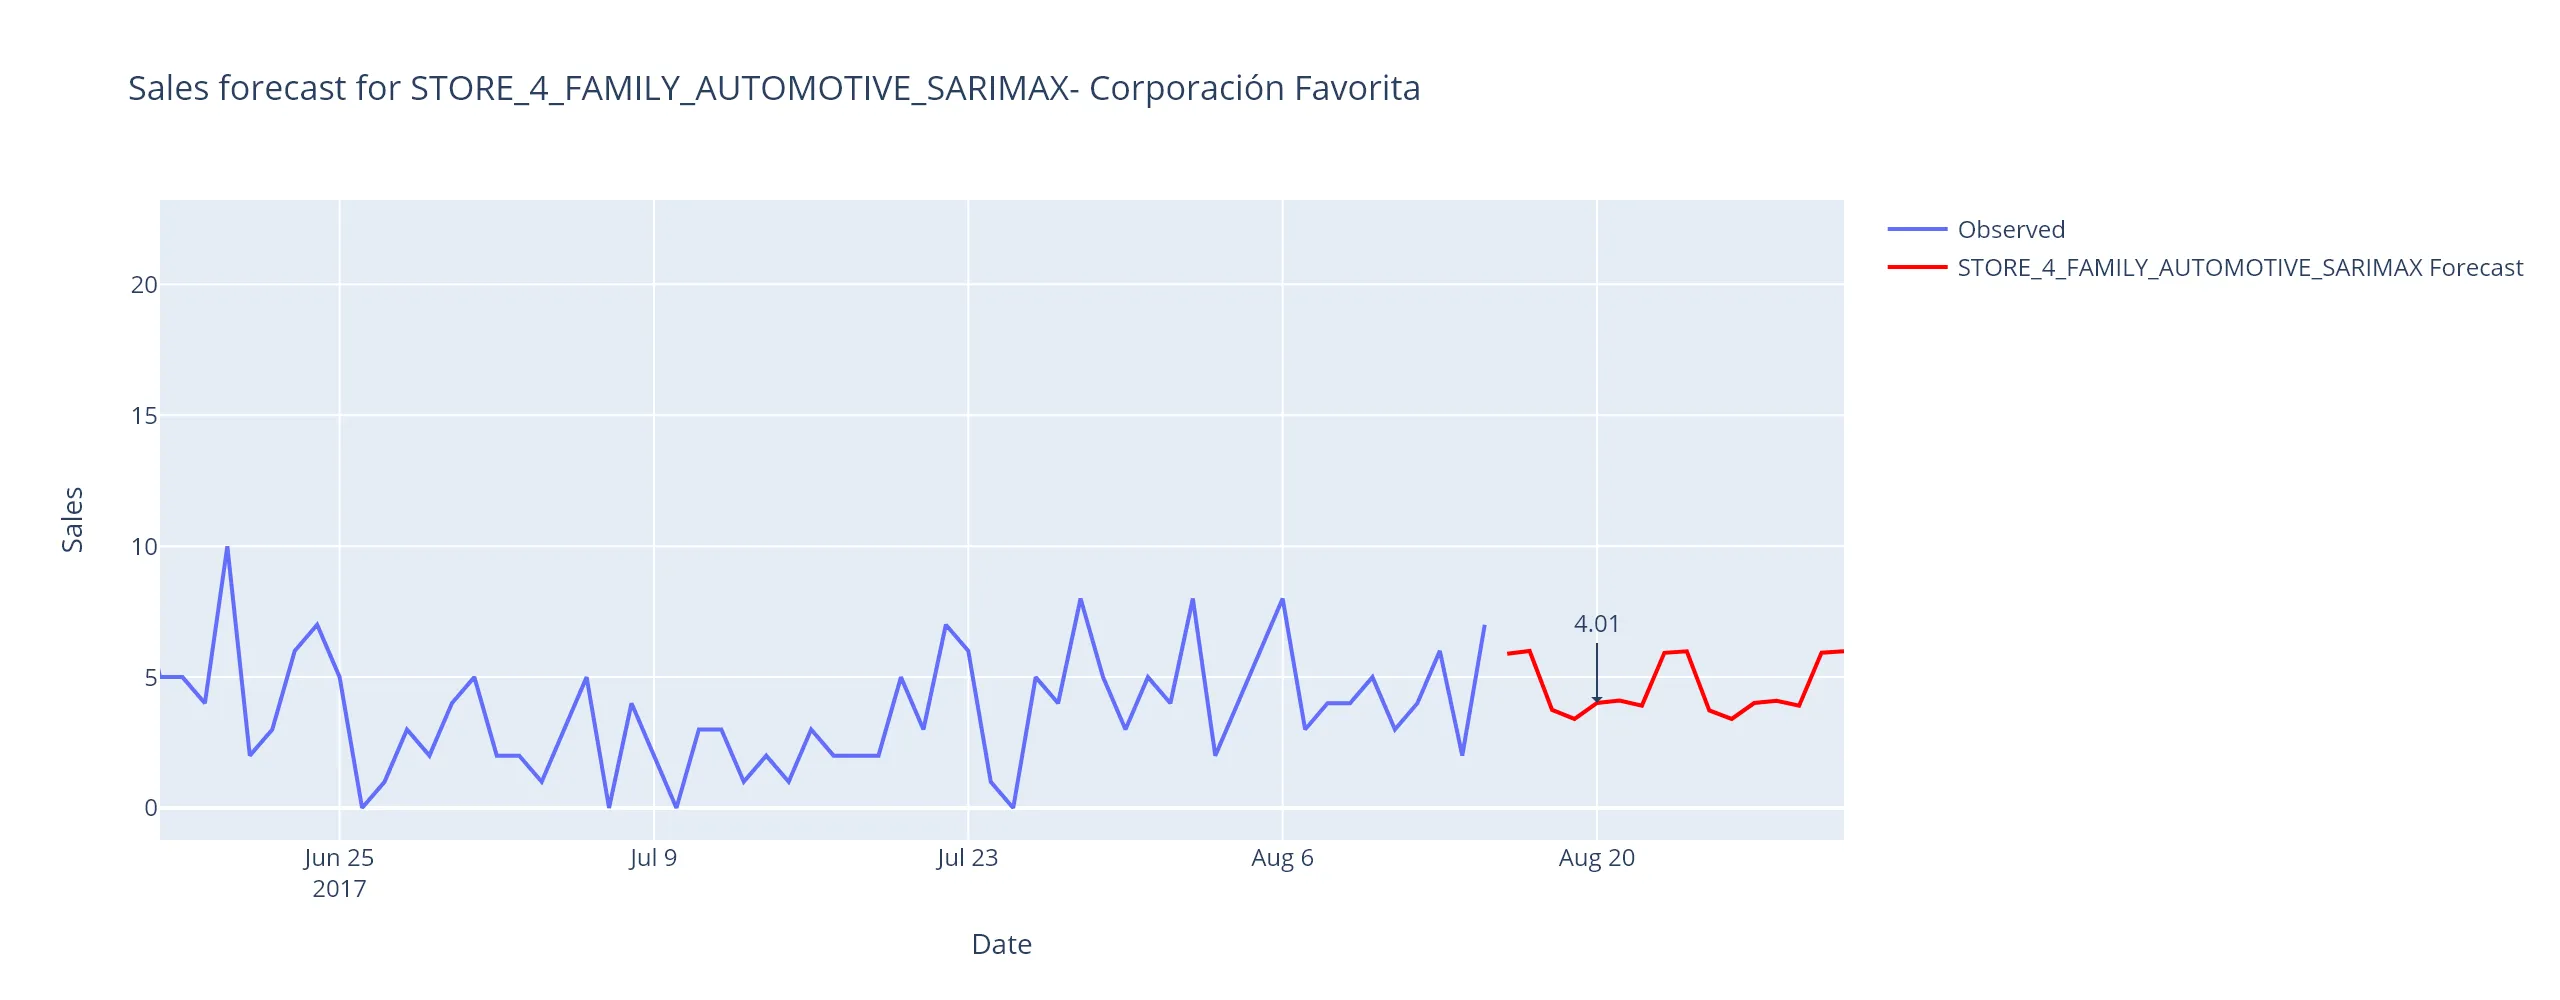 Sales forecast for STORE_4_FAMILY_AUTOMOTIVE_SARIMAX- Corporación Favorita
Observed
STORE_4_FAMILY_AUTOMOTIVE_SARIMAX Forecast
20
15
10
5
0
Sales
4.01
Jun 25
2017
Jul 9
Jul 23
Aug 6
Aug 20
Date